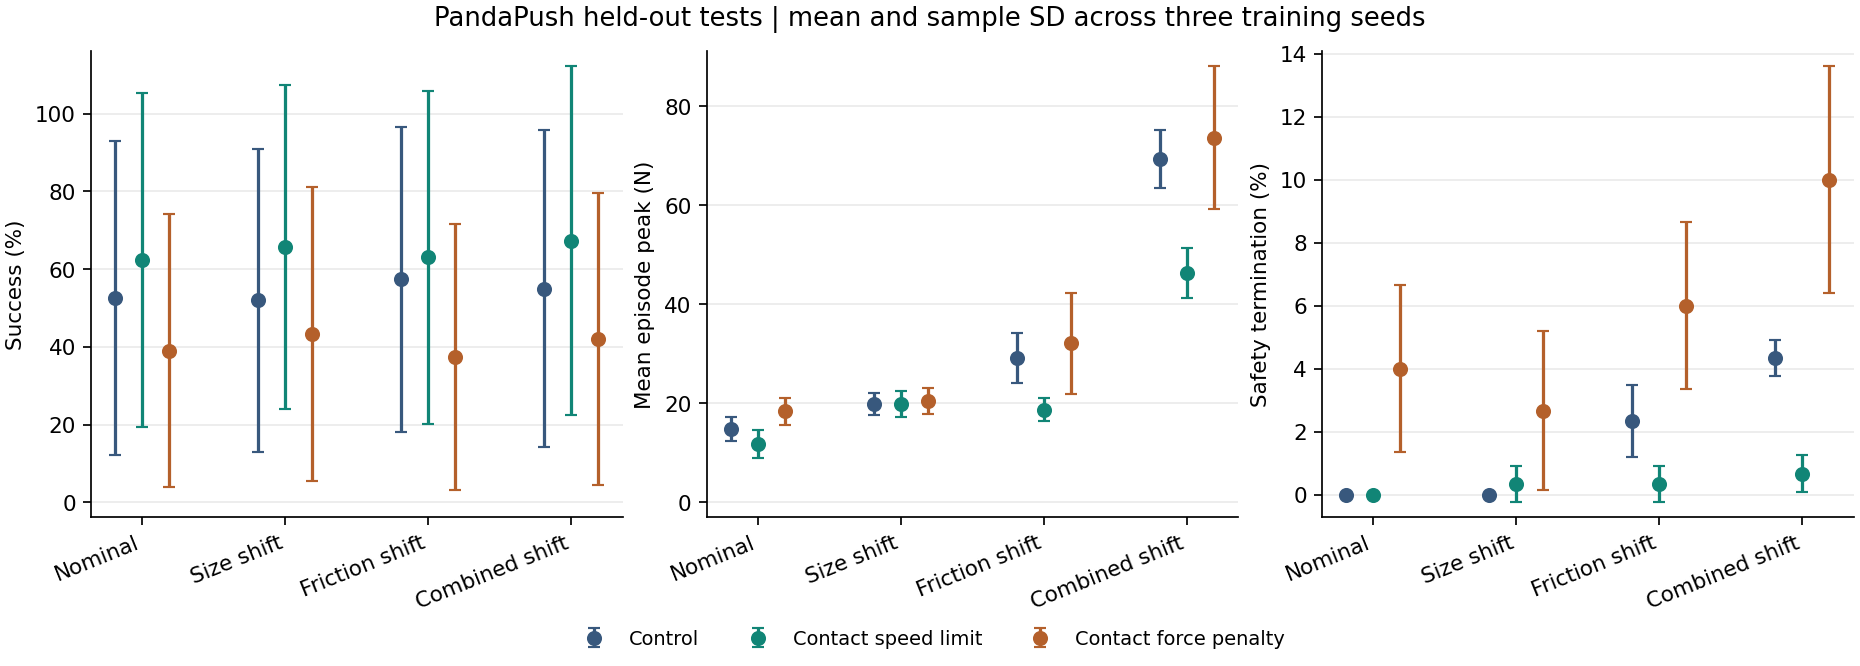 PandaPush held-out tests | mean and sample SD across three training seeds
Success (%)
100
80
60
40
20
0
Nominal
Size shift
Friction shift
Combined shift
Mean episode peak (N)
80
60
40
20
0
Nominal
Size shift
Friction shift
Combined shift
Safety termination (%)
14
12
10
8
6
4
2
0
Nominal
Size shift
Friction shift
Combined shift
Control
Contact speed limit
Contact force penalty